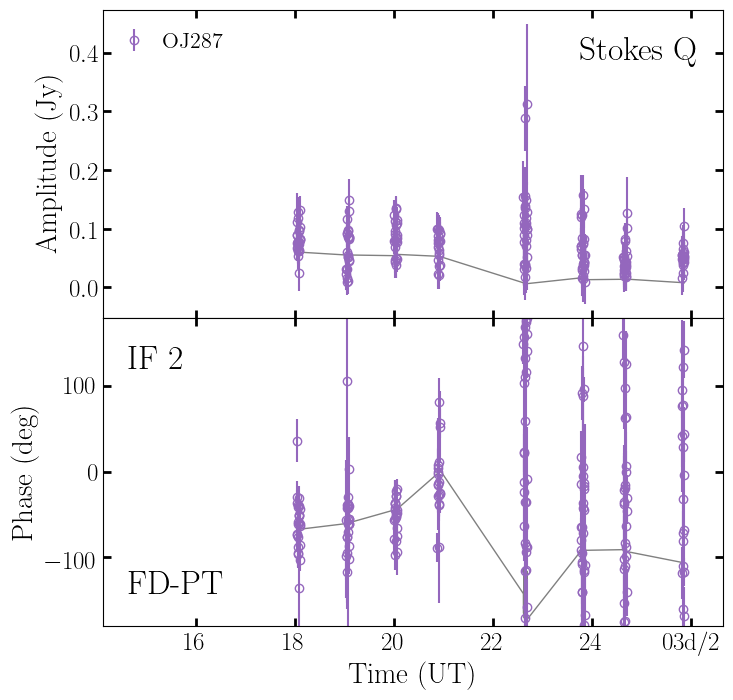 OJ287
Stokes Q
Amplitude (Jy)
0.4
0.3
0.2
0.1
0.0
IF 2
FD-PT
Phase (deg)
100
0
−100
16
18
20
22
24
03d/2
Time (UT)